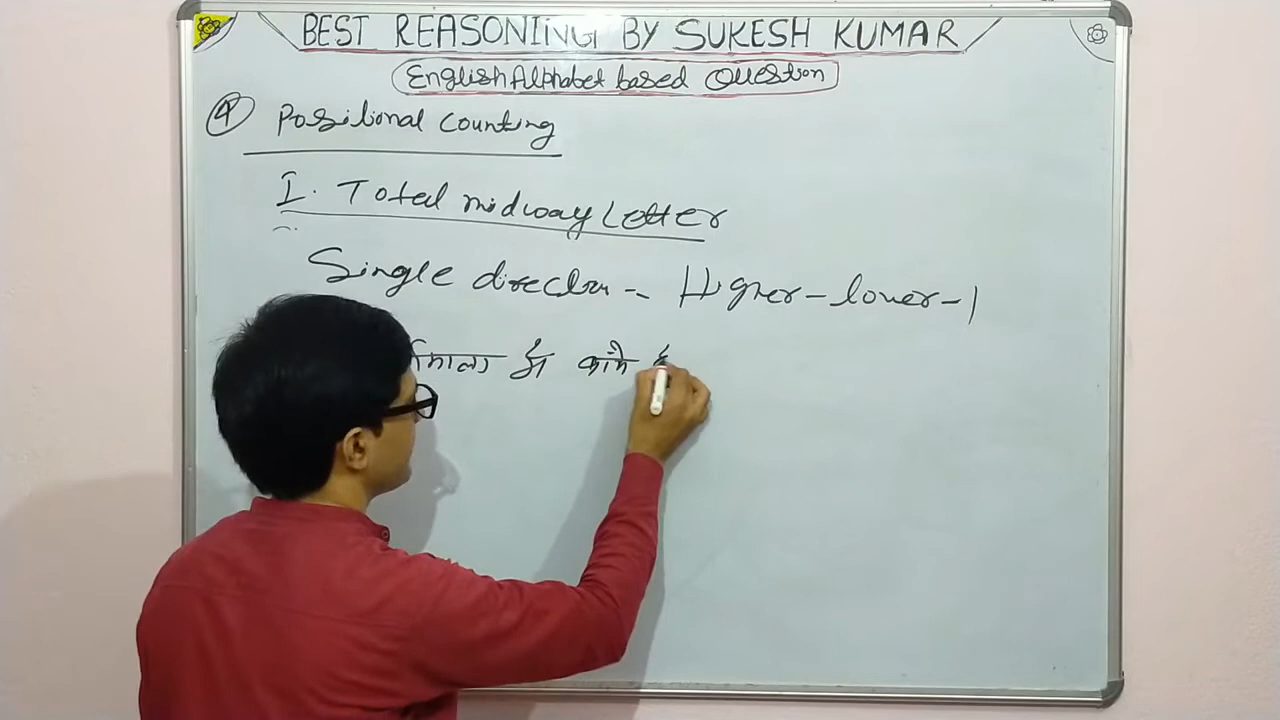 BEST REASONING BY SUKESH KUMAR
English Alphabet based Question
4 Positional Counting
I. Total midway Letter
Single direction - Higher - lower - 1
के बांये